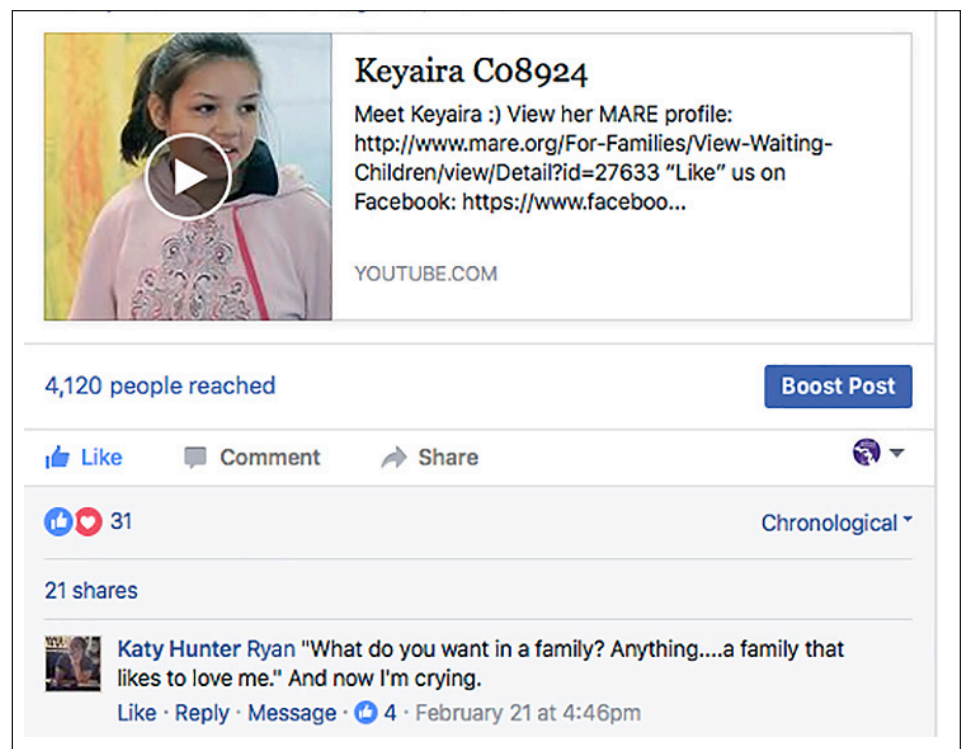 Keyaira C08924
Meet Keyaira :) View her MARE profile:
http://www.mare.org/For-Families/View-Waiting-
Children/view/Detail?id=27633 “Like” us on
Facebook: https://www.faceboo...
YOUTUBE.COM
4,120 people reached
Boost Post
Like Comment Share
31
Chronological
21 shares
Katy Hunter Ryan "What do you want in a family? Anything....a family that
likes to love me." And now I'm crying.
Like · Reply · Message · 4 · February 21 at 4:46pm